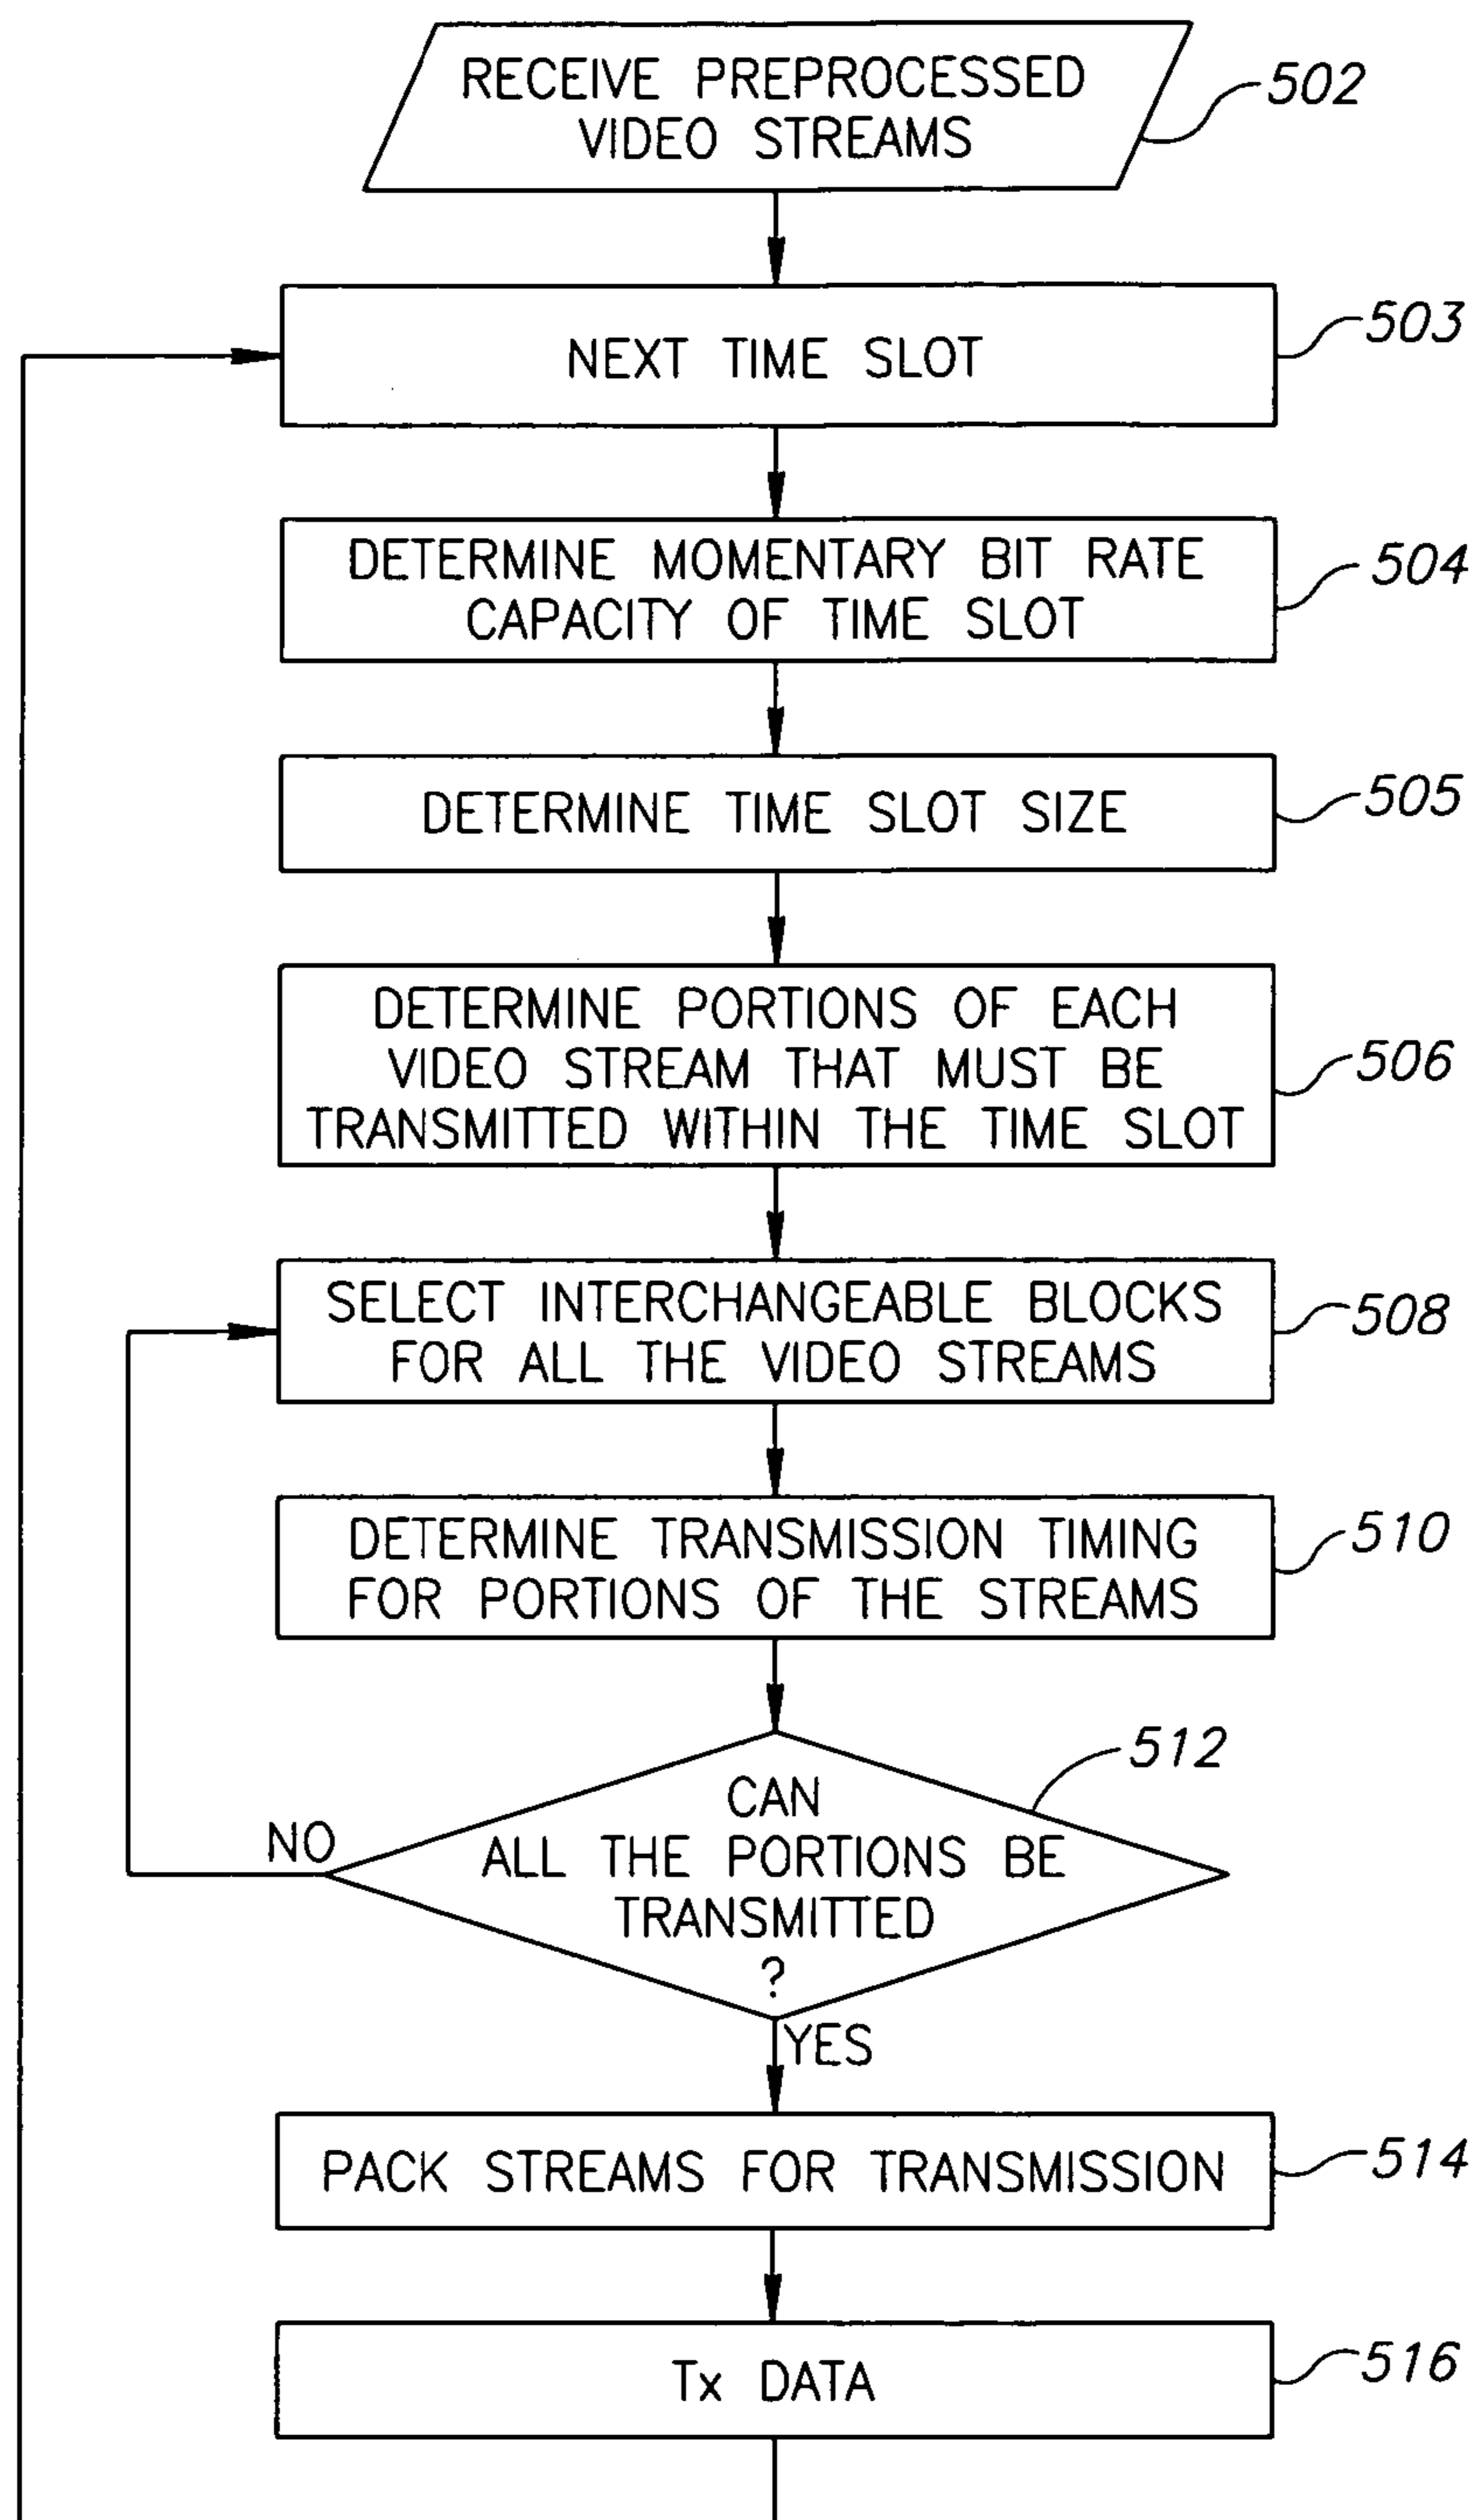 RECEIVE PREPROCESSED
VIDEO STREAMS
502
NEXT TIME SLOT
503
DETERMINE MOMENTARY BIT RATE
CAPACITY OF TIME SLOT
504
DETERMINE TIME SLOT SIZE
505
DETERMINE PORTIONS OF EACH
VIDEO STREAM THAT MUST BE
TRANSMITTED WITHIN THE TIME SLOT
506
SELECT INTERCHANGEABLE BLOCKS
FOR ALL THE VIDEO STREAMS
508
DETERMINE TRANSMISSION TIMING
FOR PORTIONS OF THE STREAMS
510
512
CAN
ALL THE PORTIONS BE
TRANSMITTED
?
NO
YES
PACK STREAMS FOR TRANSMISSION
514
Tx DATA
516